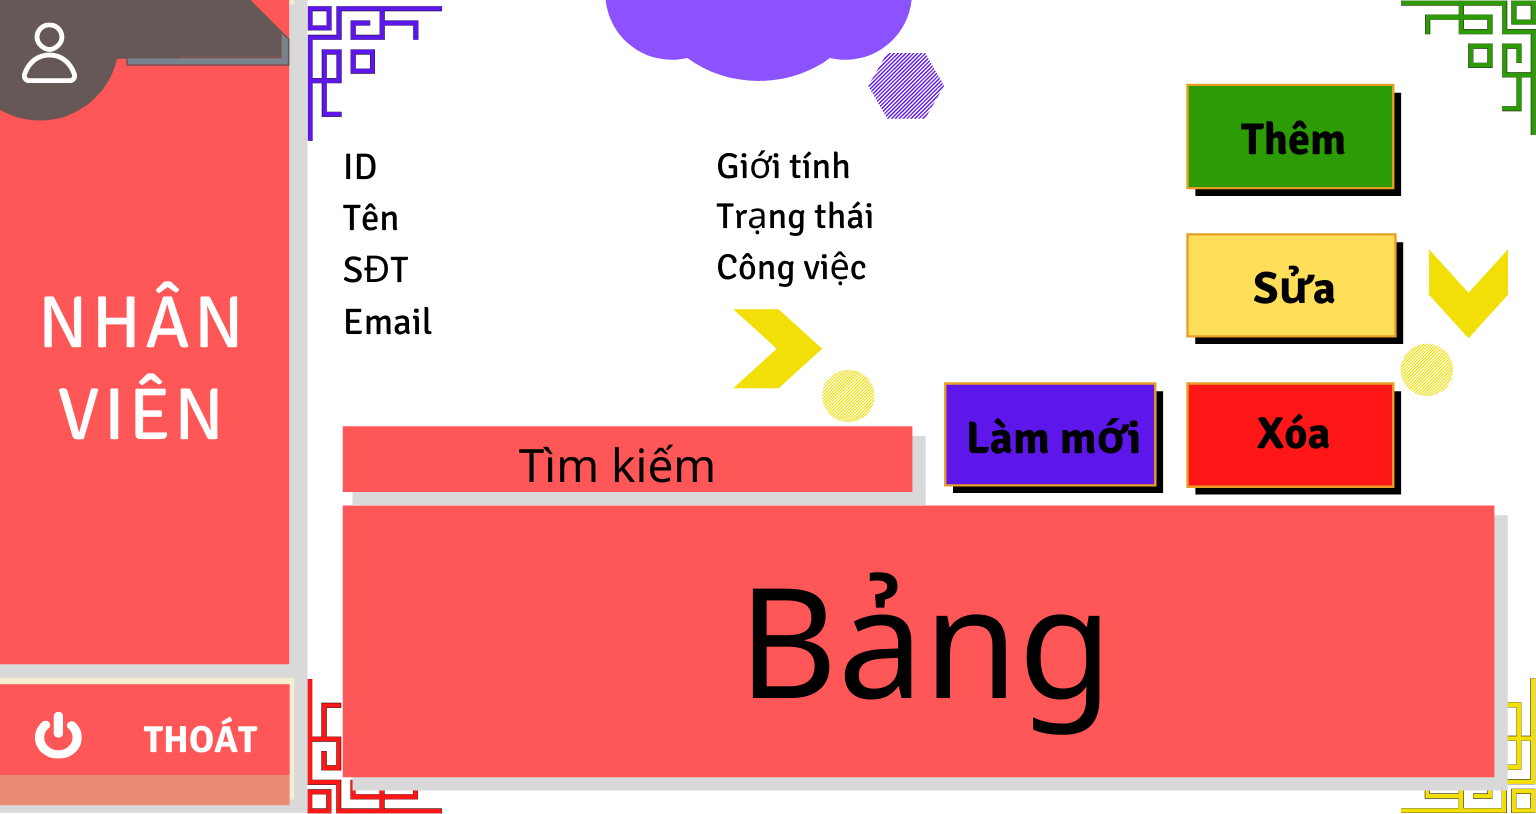 NHÂN
VIÊN
THOÁT
ID
Tên
SĐT
Email
Giới tính
Trạng thái
Công việc
Thêm
Sửa
Làm mới
Xóa
Tìm kiếm
Bảng